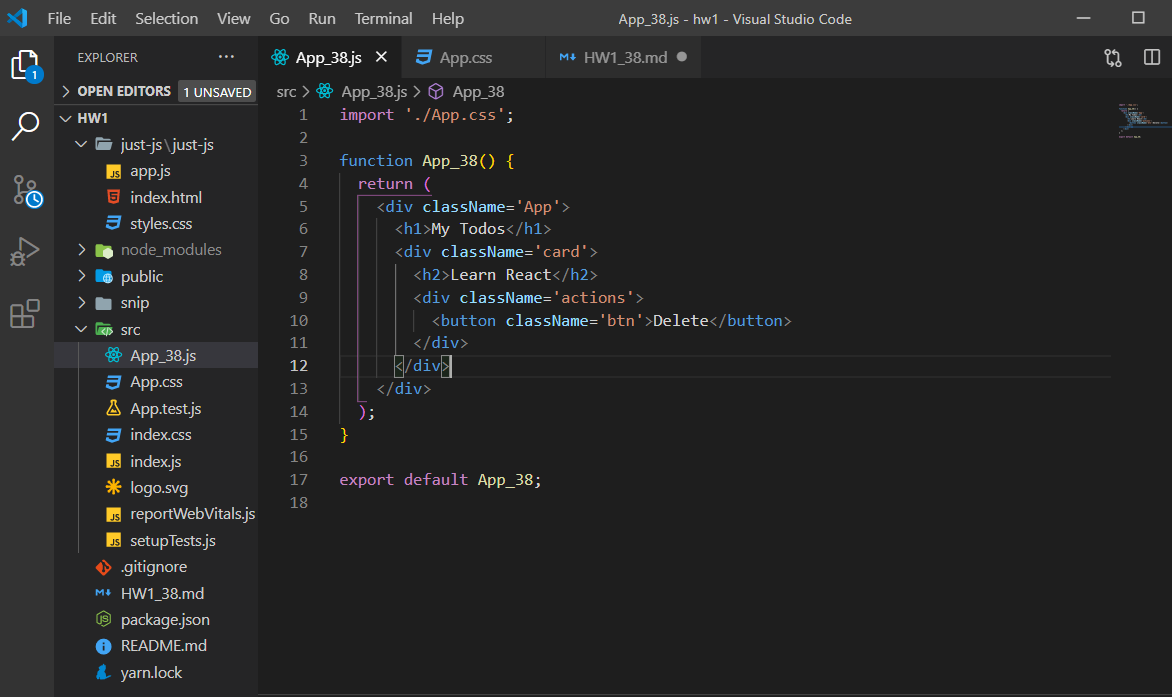 File Edit Selection View Go Run Terminal Help App_38.js - hw1 - Visual Studio Code
1
EXPLORER ···
OPEN EDITORS 1 UNSAVED
HW1
just-js\just-js
JS app.js
index.html
styles.css
node_modules
public
snip
src
App_38.js
App.css
App.test.js
index.css
JS index.js
logo.svg
JS reportWebVitals.js
JS setupTests.js
.gitignore
M↓ HW1_38.md
JS package.json
i README.md
yarn.lock
App_38.js × App.css M↓ HW1_38.md ●
src > App_38.js > App_38
1 import './App.css';
2
3 function App_38() {
4 return (
5 <div className='App'>
6 <h1>My Todos</h1>
7 <div className='card'>
8 <h2>Learn React</h2>
9 <div className='actions'>
10 <button className='btn'>Delete</button>
11 </div>
12 </div>
13 </div>
14 );
15 }
16
17 export default App_38;
18